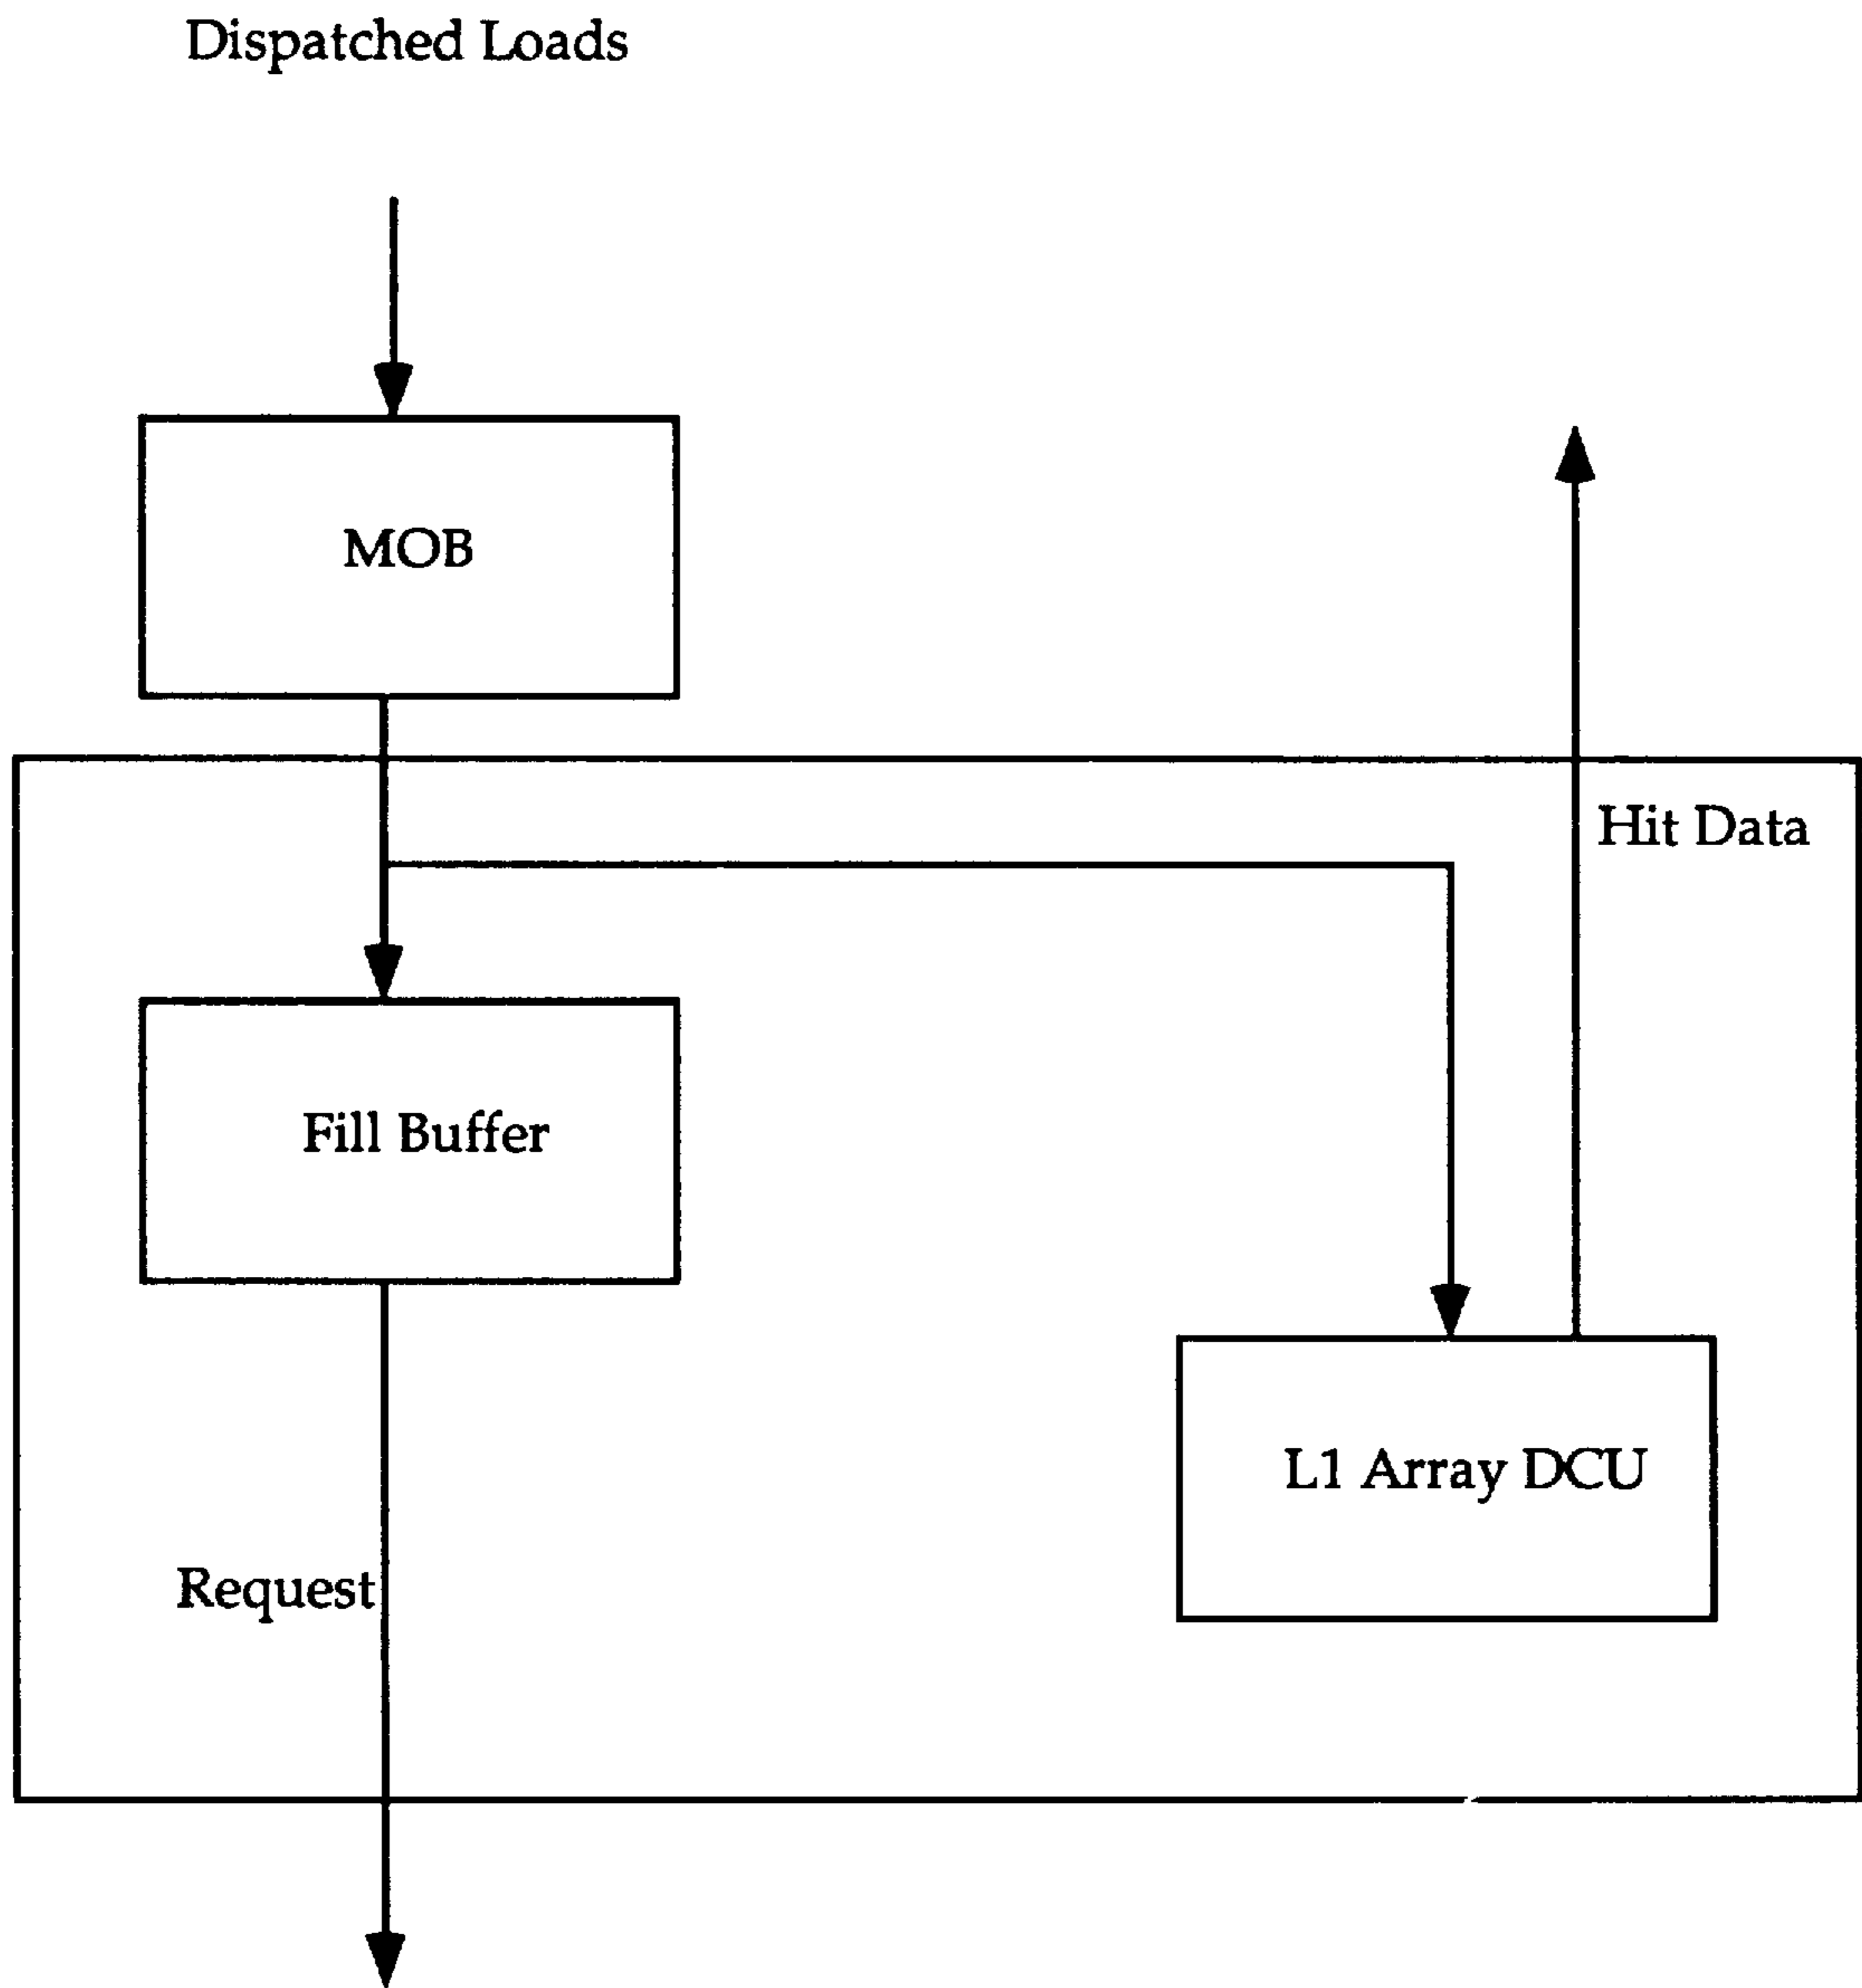 Dispatched Loads
MOB
Hit Data
Fill Buffer
L1 Array DCU
Request